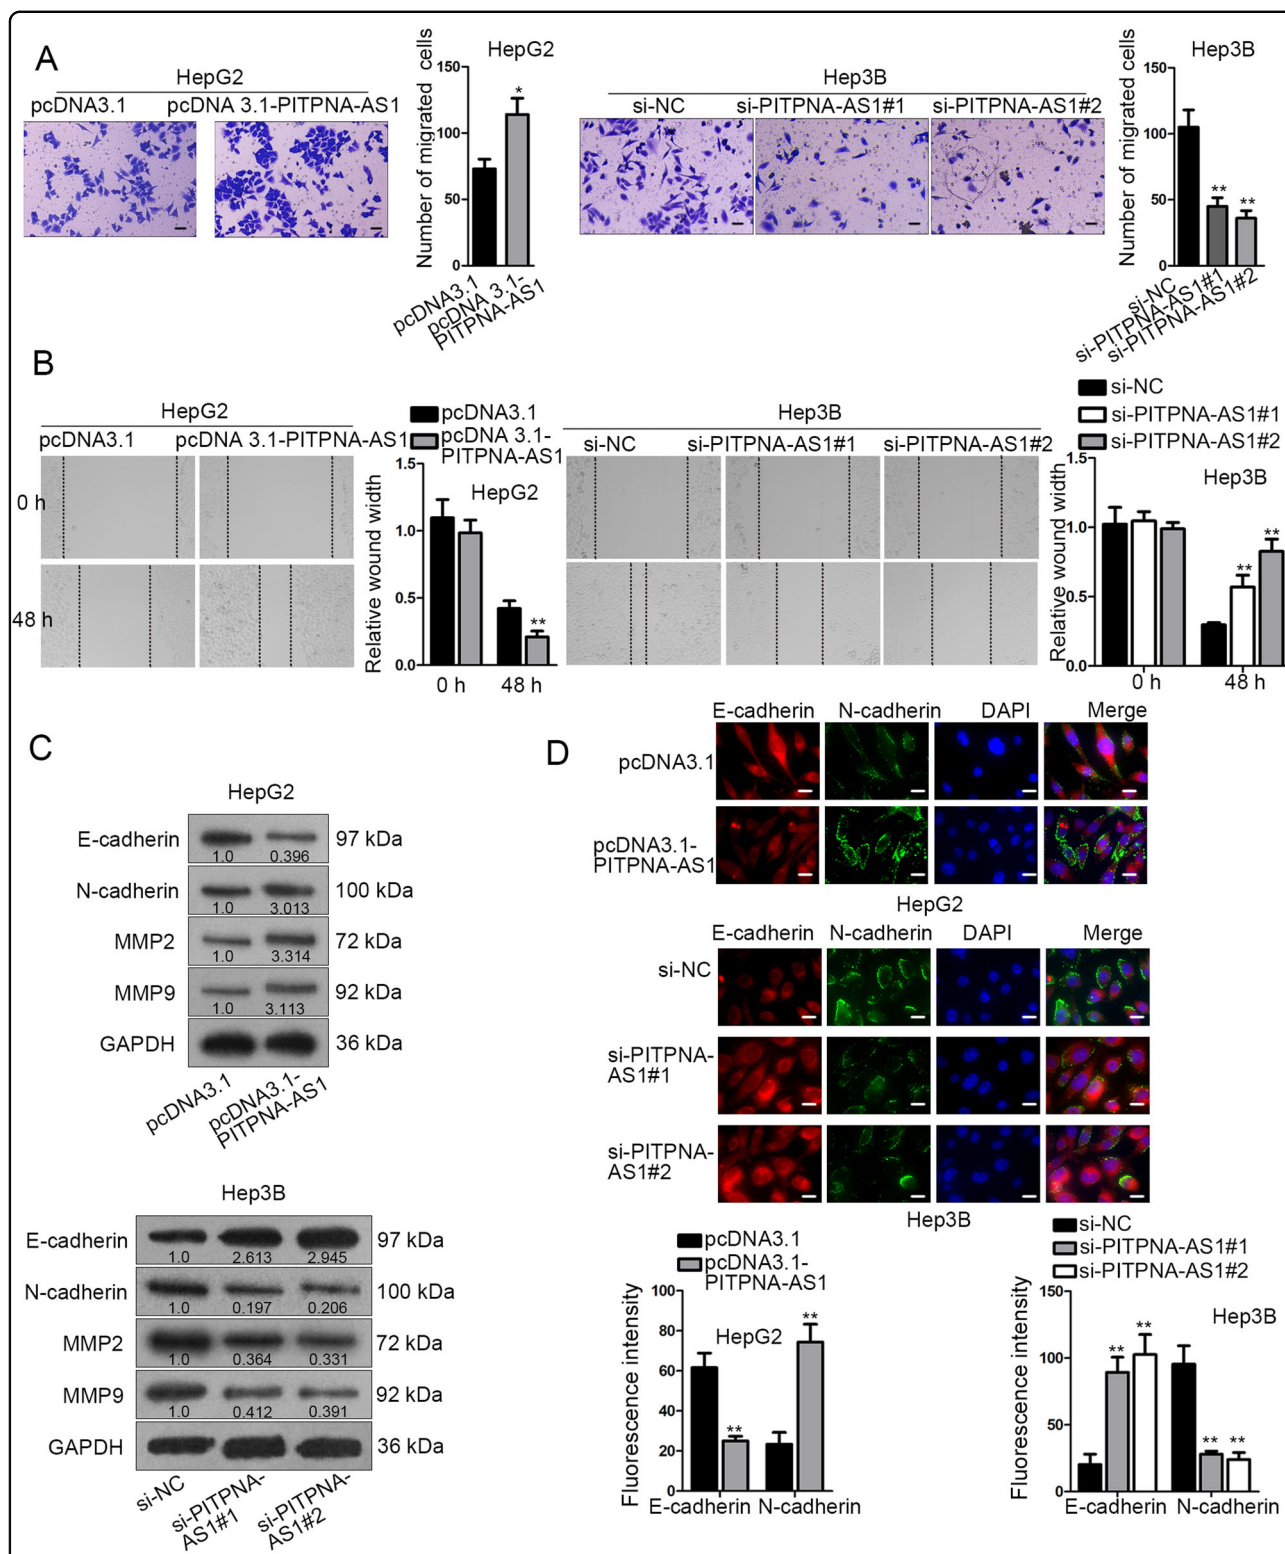 A
HepG2
pcDNA3.1
pcDNA 3.1-PITPNA-AS1
HepG2
Number of migrated cells
150
100
50
0
*
pcDNA3.1
pcDNA 3.1-
PITPNA-AS1
Hep3B
si-NC
si-PITPNA-AS1#1
si-PITPNA-AS1#2
Hep3B
Number of migrated cells
150
100
50
0
**
**
si-NC
si-PITPNA-AS1#1
si-PITPNA-AS1#2
B
HepG2
pcDNA3.1
pcDNA 3.1-PITPNA-AS1
0 h
48 h
pcDNA3.1
pcDNA 3.1-
PITPNA-AS1
HepG2
Relative wound width
1.5
1.0
0.5
0.0
**
0 h
48 h
Hep3B
si-NC
si-PITPNA-AS1#1
si-PITPNA-AS1#2
si-NC
si-PITPNA-AS1#1
si-PITPNA-AS1#2
Hep3B
Relative wound width
1.5
1.0
0.5
0.0
**
**
0 h
48 h
C
HepG2
E-cadherin
1.0
0.396
97 kDa
N-cadherin
1.0
3.013
100 kDa
MMP2
1.0
3.314
72 kDa
MMP9
1.0
3.113
92 kDa
GAPDH
36 kDa
pcDNA3.1
pcDNA3.1-
PITPNA-AS1
Hep3B
E-cadherin
1.0
2.613
2.945
97 kDa
N-cadherin
1.0
0.197
0.206
100 kDa
MMP2
1.0
0.364
0.331
72 kDa
MMP9
1.0
0.412
0.391
92 kDa
GAPDH
36 kDa
si-NC
si-PITPNA-
AS1#1
si-PITPNA-
AS1#2
D
E-cadherin
N-cadherin
DAPI
Merge
pcDNA3.1
pcDNA3.1-
PITPNA-AS1
HepG2
E-cadherin
N-cadherin
DAPI
Merge
si-NC
si-PITPNA-
AS1#1
si-PITPNA-
AS1#2
Hep3B
pcDNA3.1
pcDNA3.1-
PITPNA-AS1
HepG2
Fluorescence intensity
100
80
60
40
20
0
**
**
E-cadherin
N-cadherin
si-NC
si-PITPNA-AS1#1
si-PITPNA-AS1#2
Hep3B
Fluorescence intensity
150
100
50
0
**
**
**
**
E-cadherin
N-cadherin